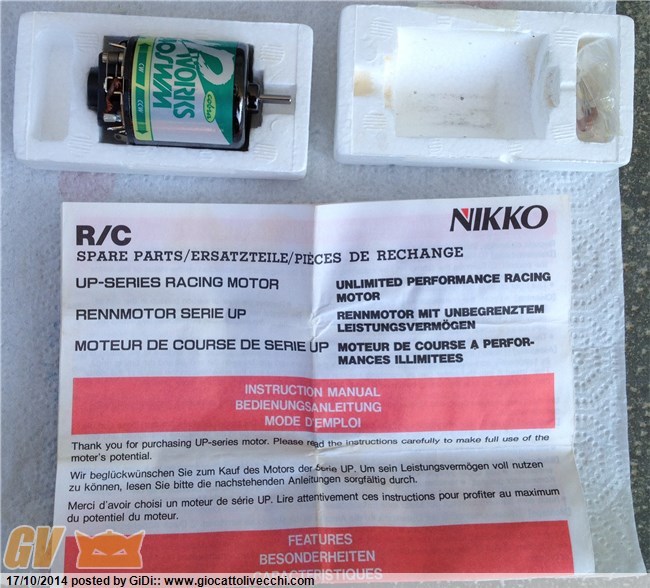 CW
CCW
WORKS
NIKKO
R/C
SPARE PARTS/ERSATZTEILE/PIÈCES DE RECHANGE
UP-SERIES RACING MOTOR
UNLIMITED PERFORMANCE RACING
MOTOR
RENNMOTOR SERIE UP
RENNMOTOR MIT UNBEGRENZTEM
LEISTUNGSVERMÖGEN
MOTEUR DE COURSE DE SERIE UP
MOTEUR DE COURSE A PERFOR-
MANCES ILLIMITEES
INSTRUCTION MANUAL
BEDIENUNGSANLEITUNG
MODE D'EMPLOI
Thank you for purchasing UP-series motor. Please read the instructions carefully to make full use of the
moter's potential.
Wir beglückwünschen Sie zum Kauf des Motors der Serie UP. Um sein Leistungsvermögen voll nutzen
zu können, lesen Sie bitte die nachstehenden Anleitungen sorgfältig durch.
Merci d'avoir choisi un moteur de série UP. Lire attentivement ces instructions pour profiter au maximum
du potentiel du moteur.
FEATURES
BESONDERHEITEN
CARACTERISTIQUES
GV
17/10/2014 posted by GiDi:: www.giocattolivecchi.com